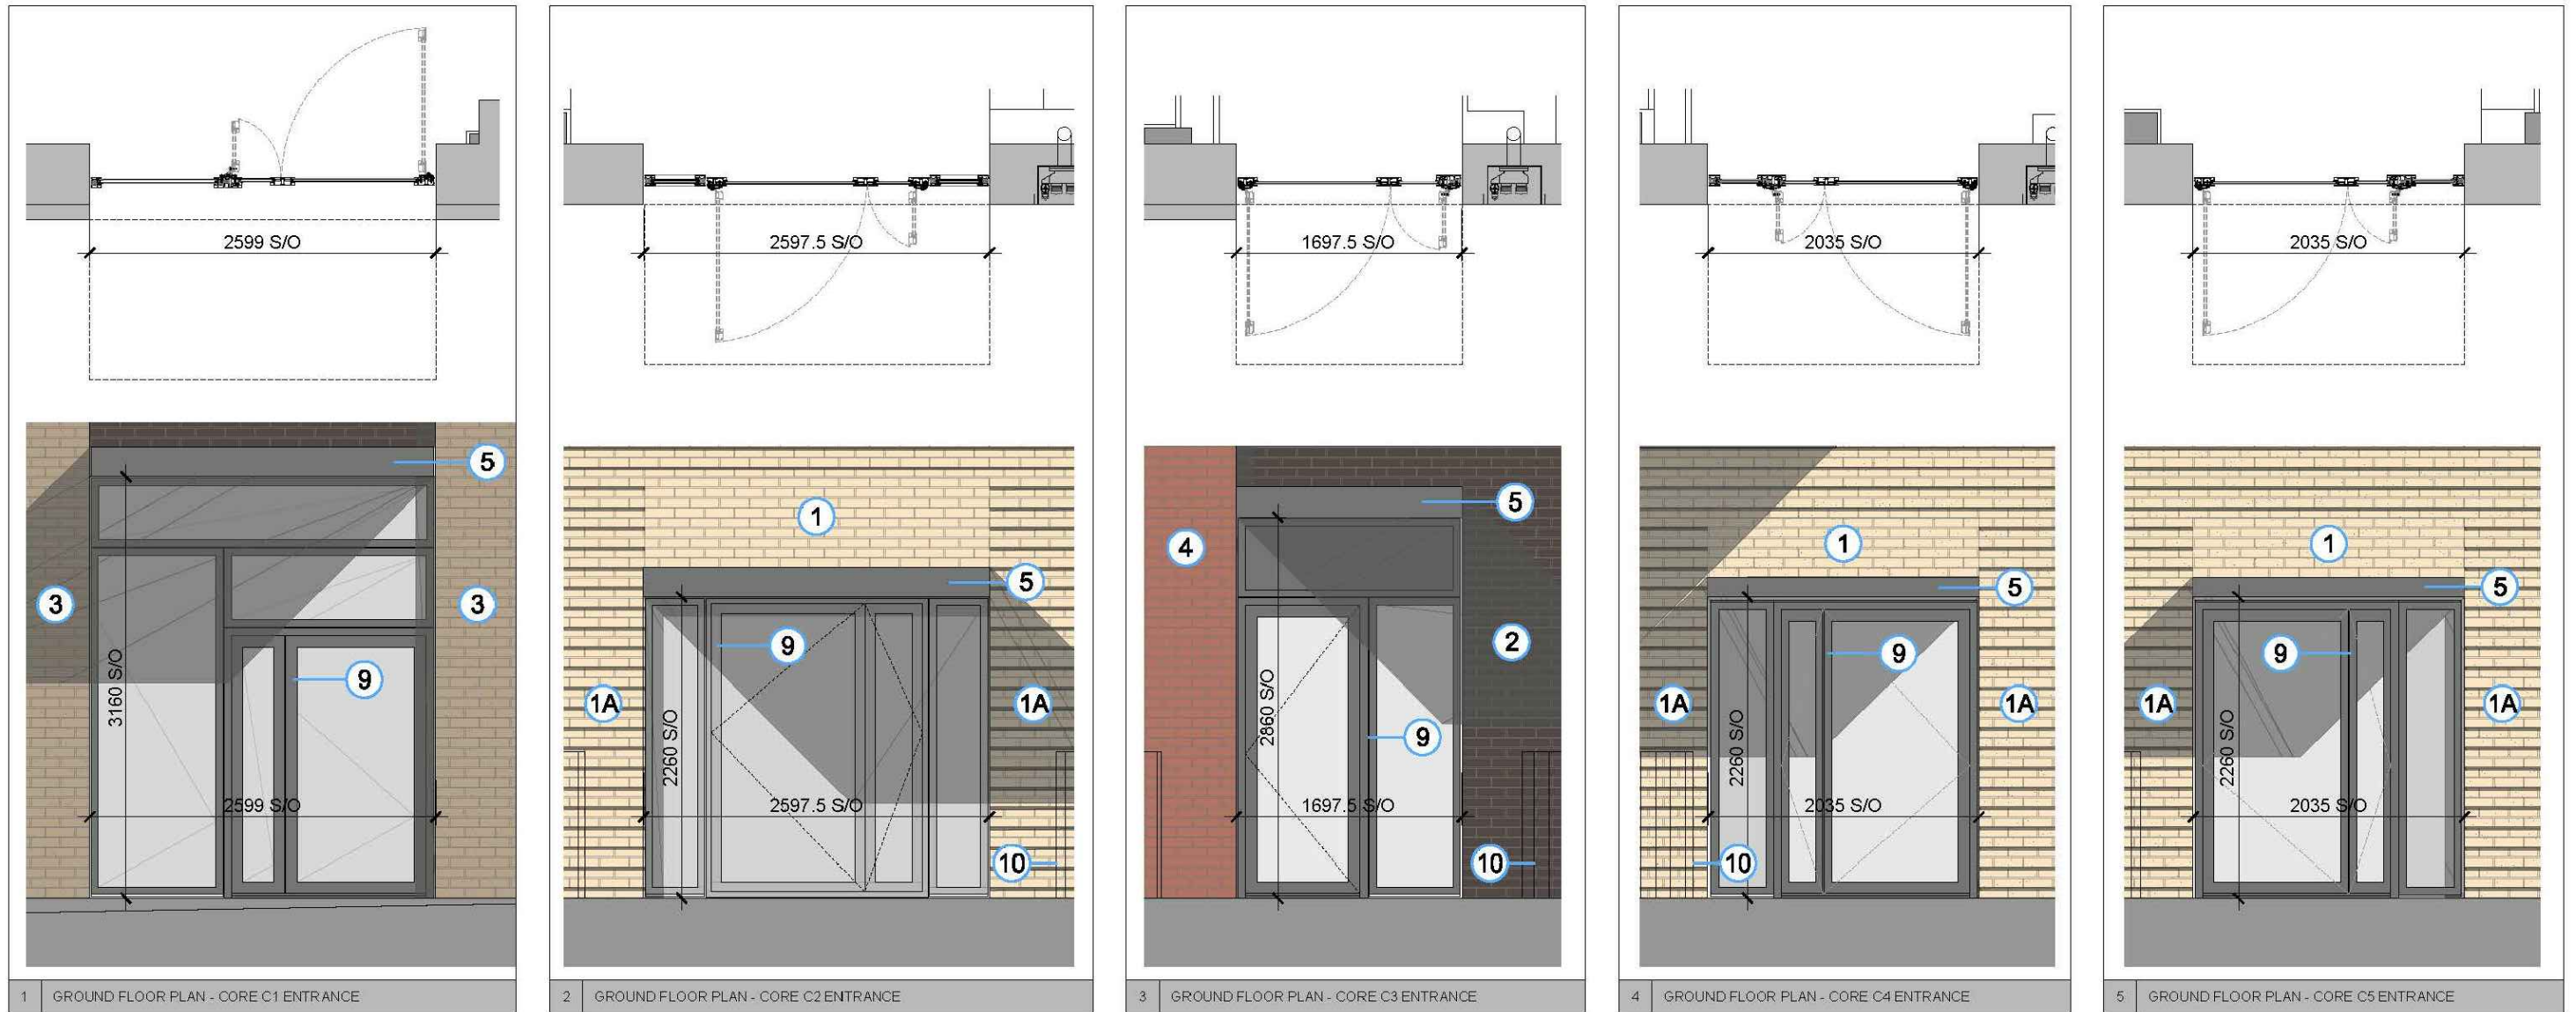 2599 S/O
5
3
3
9
3160 S/O
2599 S/O
1 GROUND FLOOR PLAN - CORE C1 ENTRANCE
2597.5 S/O
1
5
9
1A
1A
2260 S/O
2597.5 S/O
10
2 GROUND FLOOR PLAN - CORE C2 ENTRANCE
1697.5 S/O
5
4
2
2860 S/O
9
1697.5 S/O
10
3 GROUND FLOOR PLAN - CORE C3 ENTRANCE
2035 S/O
1
5
9
1A
1A
2260 S/O
2035 S/O
10
4 GROUND FLOOR PLAN - CORE C4 ENTRANCE
2035 S/O
1
5
9
1A
1A
2260 S/O
2035 S/O
5 GROUND FLOOR PLAN - CORE C5 ENTRANCE